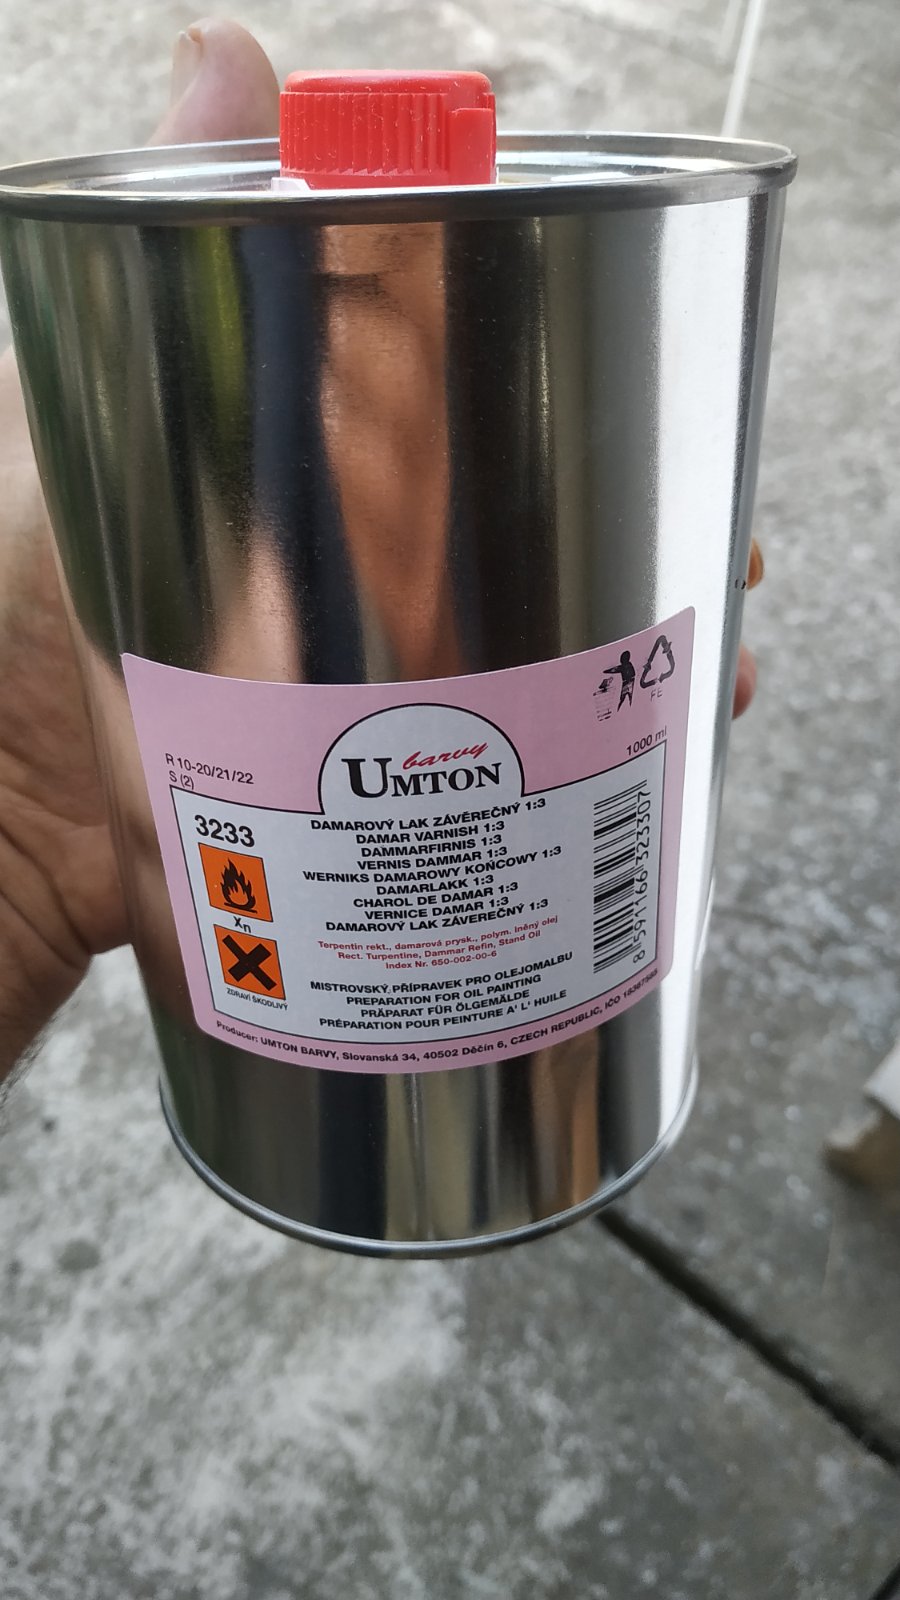 FE
R 10-20/21/22
S (2)
1000 ml
barvy
UMTON
3233
Xn
ZDRAVÍ ŠKODLIVÝ
DAMAROVÝ LAK ZÁVĚREČNÝ 1:3
DAMAR VARNISH 1:3
DAMMARFIRNIS 1:3
VERNIS DAMMAR 1:3
WERNIKS DAMAROWY KOŃCOWY 1:3
DAMARLAKK 1:3
CHAROL DE DAMAR 1:3
VERNICE DAMAR 1:3
DAMAROVÝ LAK ZÁVEREČNÝ 1:3
Terpentin rekt., damarová prysk., polym. lněný olej
Rect. Turpentine, Dammar Refin, Stand Oil
Index Nr. 650-002-00-6
MISTROVSKÝ PŘÍPRAVEK PRO OLEJOMALBU
PREPARATION FOR OIL PAINTING
PRÄPARAT FÜR ÖLGEMÄLDE
PRÉPARATION POUR PEINTURE A' L' HUILE
8 591166 323307
Producer: UMTON BARVY, Slovanská 34, 40502 Děčín 6, CZECH REPUBLIC, IČO